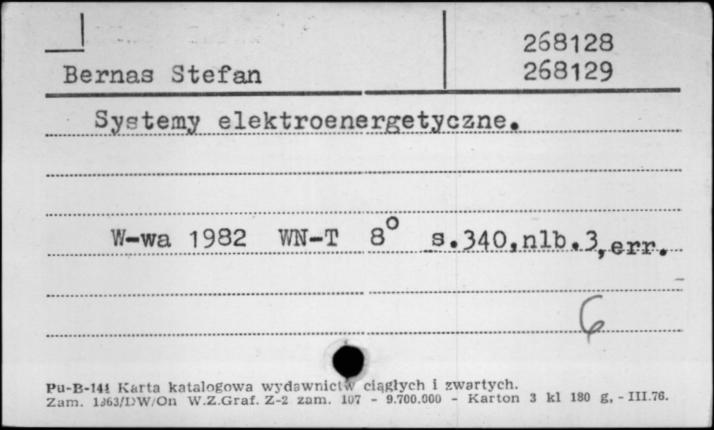 268128
Bernas Stefan 268129
Systemy elektroenergetyczne.
W-wa 1982 WN-T 8° s.340,nlb.3,err.
6
Pu-B-141 Karta katalogowa wydawnictw ciągłych i zwartych.
Zam. 1363/DW/On W.Z.Graf. Z-2 zam. 107 - 9.700.000 - Karton 3 kl 180 g. - III.76.